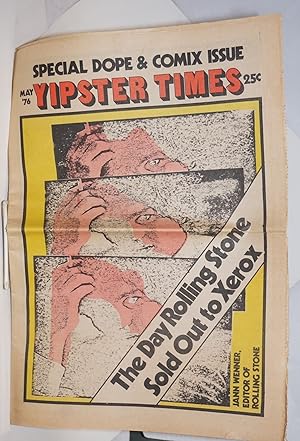 SPECIAL DOPE & COMIX ISSUE
MAY '76
YIPSTER TIMES
25¢
The Day Rolling Stone
Sold Out to Xerox
JANN WENNER,
EDITOR OF
ROLLING STONE